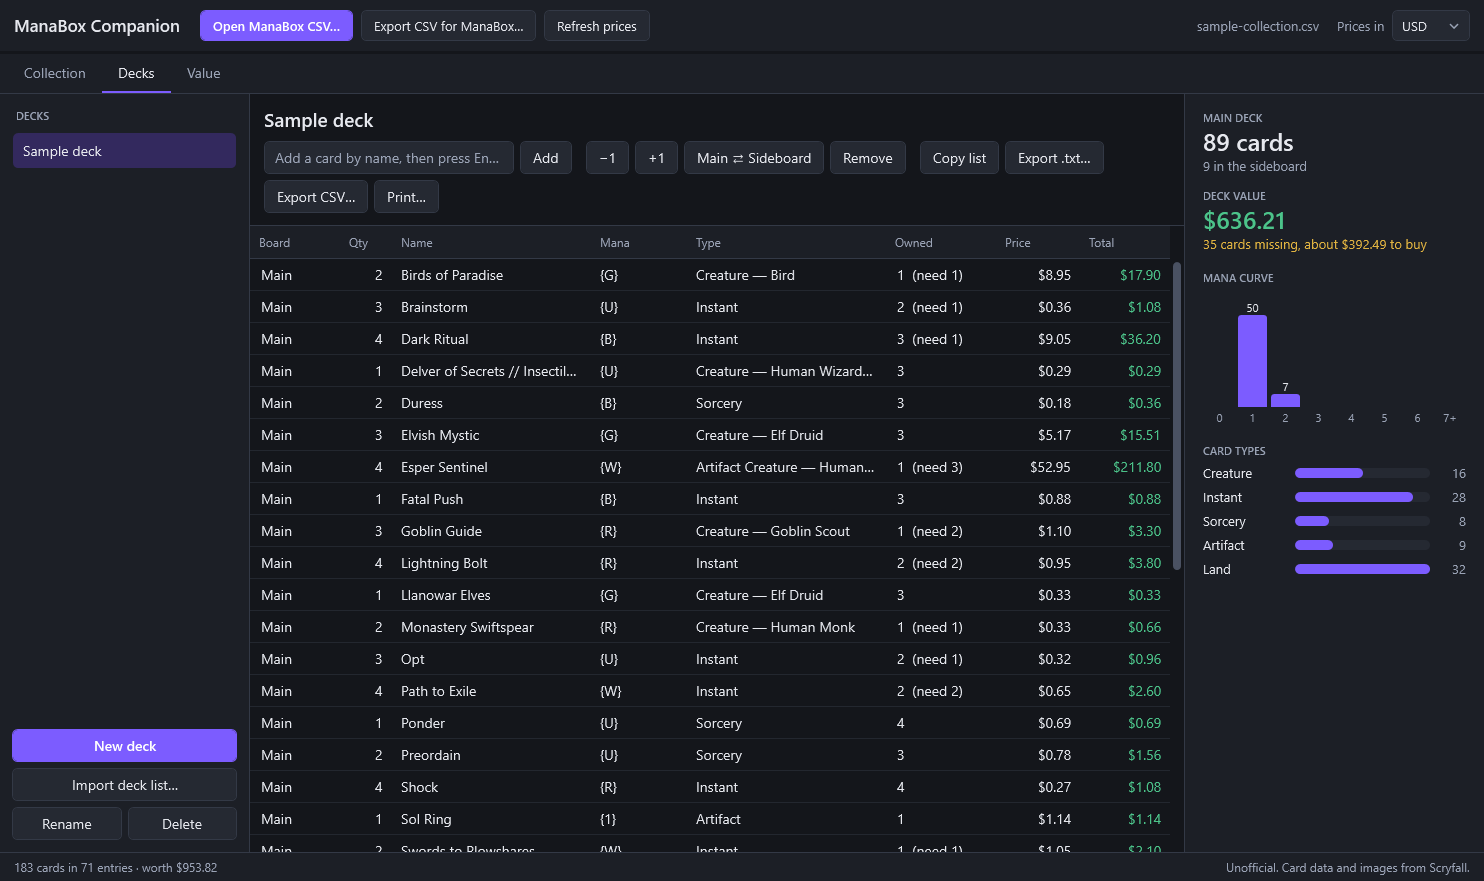 ManaBox Companion Open ManaBox CSV... Export CSV for ManaBox... Refresh prices sample-collection.csv Prices in USD
Collection Decks Value
DECKS
Sample deck
New deck
Import deck list...
Rename Delete
Sample deck
Add a card by name, then press En... Add −1 +1 Main ⇄ Sideboard Remove Copy list Export .txt...
Export CSV... Print...
Board Qty Name Mana Type Owned Price Total
Main 2 Birds of Paradise {G} Creature — Bird 1 (need 1) $8.95 $17.90
Main 3 Brainstorm {U} Instant 2 (need 1) $0.36 $1.08
Main 4 Dark Ritual {B} Instant 3 (need 1) $9.05 $36.20
Main 1 Delver of Secrets // Insectil... {U} Creature — Human Wizard... 3 $0.29 $0.29
Main 2 Duress {B} Sorcery 3 $0.18 $0.36
Main 3 Elvish Mystic {G} Creature — Elf Druid 3 $5.17 $15.51
Main 4 Esper Sentinel {W} Artifact Creature — Human... 1 (need 3) $52.95 $211.80
Main 1 Fatal Push {B} Instant 3 $0.88 $0.88
Main 3 Goblin Guide {R} Creature — Goblin Scout 1 (need 2) $1.10 $3.30
Main 4 Lightning Bolt {R} Instant 2 (need 2) $0.95 $3.80
Main 1 Llanowar Elves {G} Creature — Elf Druid 3 $0.33 $0.33
Main 2 Monastery Swiftspear {R} Creature — Human Monk 1 (need 1) $0.33 $0.66
Main 3 Opt {U} Instant 2 (need 1) $0.32 $0.96
Main 4 Path to Exile {W} Instant 2 (need 2) $0.65 $2.60
Main 1 Ponder {U} Sorcery 4 $0.69 $0.69
Main 2 Preordain {U} Sorcery 3 $0.78 $1.56
Main 4 Shock {R} Instant 4 $0.27 $1.08
Main 1 Sol Ring {1} Artifact 1 $1.14 $1.14
Main 2 Swords to Plowshares {W} Instant 1 (need 1) $1.05 $2.10
MAIN DECK
89 cards
9 in the sideboard
DECK VALUE
$636.21
35 cards missing, about $392.49 to buy
MANA CURVE
50
7
0 1 2 3 4 5 6 7+
CARD TYPES
Creature 16
Instant 28
Sorcery 8
Artifact 9
Land 32
183 cards in 71 entries · worth $953.82 Unofficial. Card data and images from Scryfall.